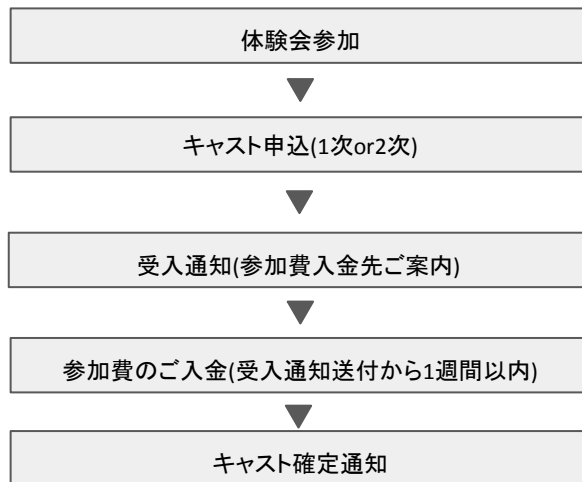 体験会参加
キャスト申込(1次or2次)
受入通知(参加費入金先ご案内)
参加費のご入金(受入通知送付から1週間以内)
キャスト確定通知